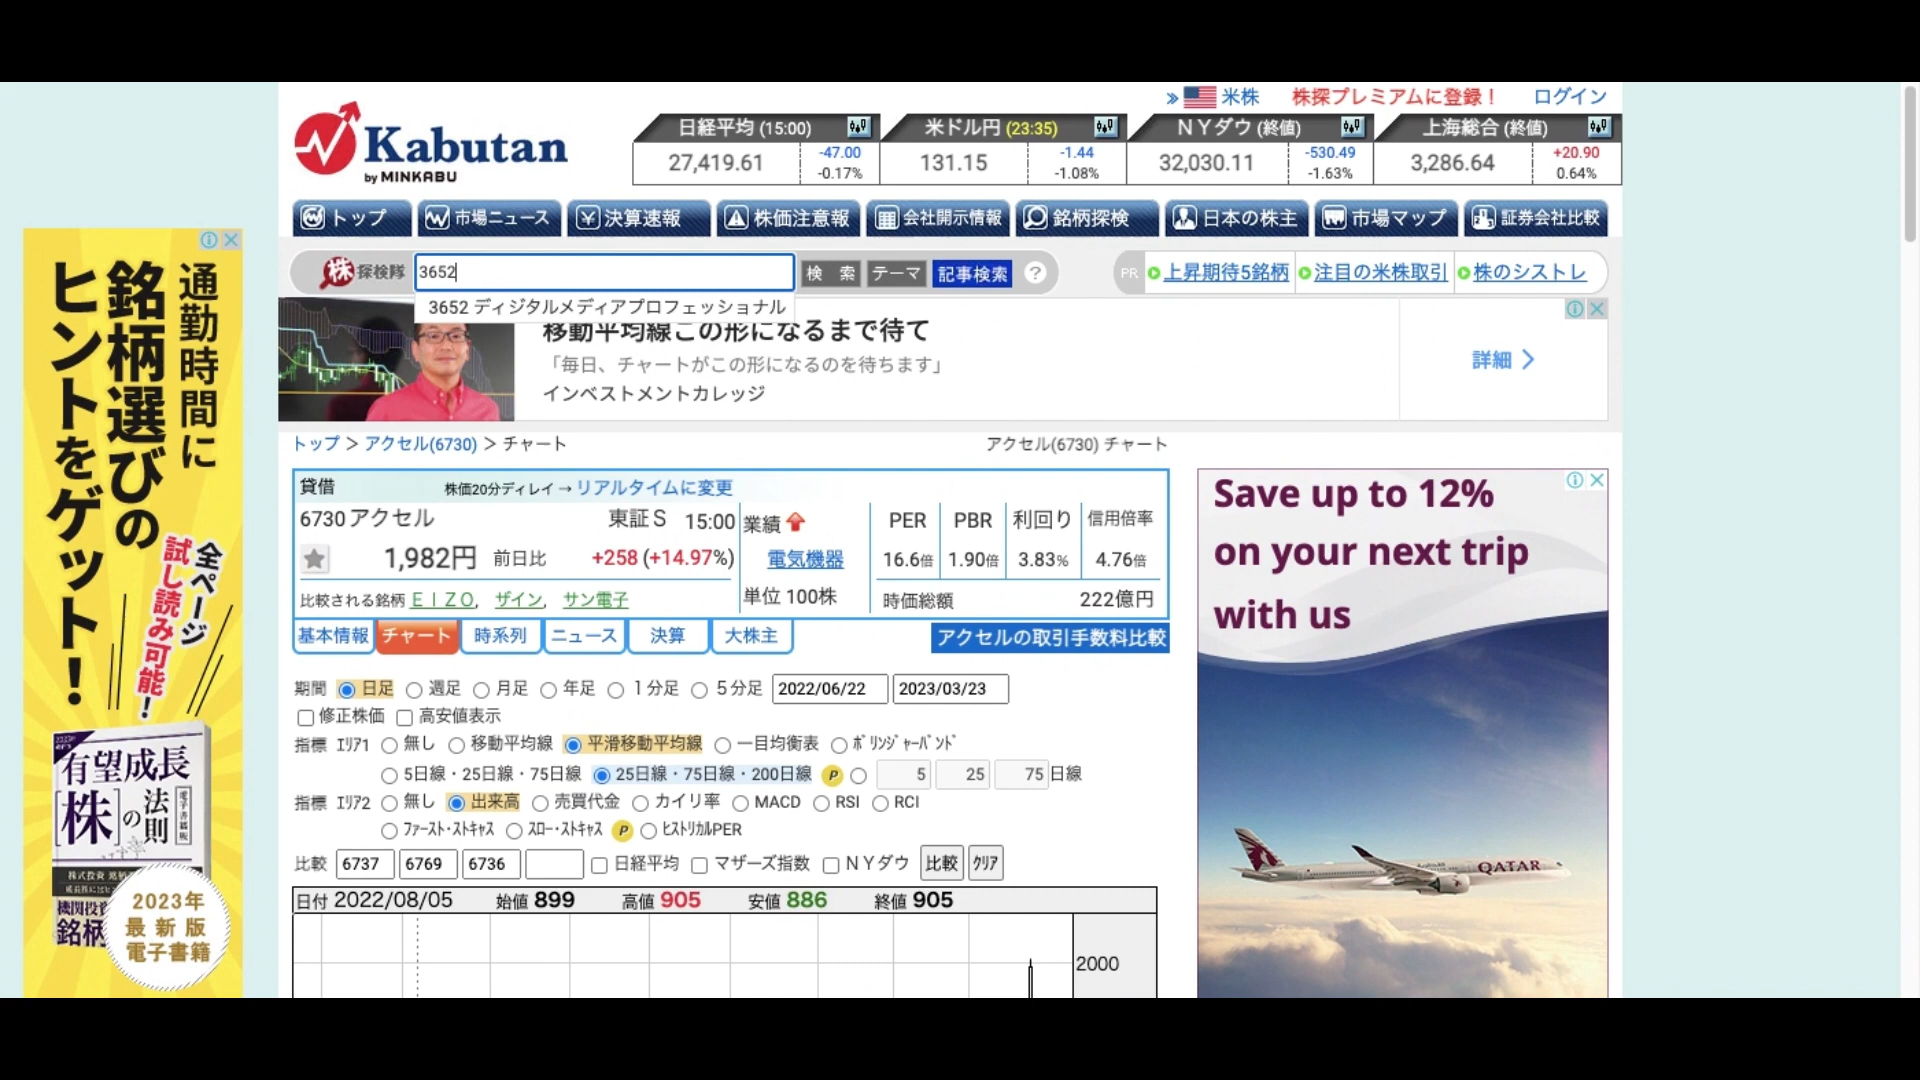 米株 株探プレミアムに登録！ ログイン
Kabutan
by MINKABU
日経平均 (15:00) 米ドル円 (23:35) ＮＹダウ (終値) 上海総合 (終値)
27,419.61 -47.00 -0.17% 131.15 -1.44 -1.08% 32,030.11 -530.49 -1.63% 3,286.64 +20.90 0.64%
トップ 市場ニュース 決算速報 株価注意報 会社開示情報 銘柄探検 日本の株主 市場マップ 証券会社比較
株 探検隊 3652 検 索 テーマ 記事検索 ? PR 上昇期待5銘柄 注目の米株取引 株のシストレ
3652 ディジタルメディアプロフェッショナル
移動平均線この形になるまで待て
「毎日、チャートがこの形になるのを待ちます」
インベストメントカレッジ
詳細
トップ > アクセル(6730) > チャート アクセル(6730) チャート
貸借 株価20分ディレイ → リアルタイムに変更
6730 アクセル 東証Ｓ 15:00 業績 PER PBR 利回り 信用倍率
1,982円 前日比 +258 (+14.97%) 電気機器 16.6倍 1.90倍 3.83% 4.76倍
比較される銘柄 ＥＩＺＯ, ザイン, サン電子 単位 100株 時価総額 222億円
基本情報 チャート 時系列 ニュース 決算 大株主 アクセルの取引手数料比較
期間 日足 週足 月足 年足 １分足 ５分足 2022/06/22 2023/03/23
修正株価 高安値表示
指標 ｴﾘｱ1 無し 移動平均線 平滑移動平均線 一目均衡表 ﾎﾞﾘﾝｼﾞｬｰﾊﾞﾝﾄﾞ
5日線・25日線・75日線 25日線・75日線・200日線 P 5 25 75 日線
指標 ｴﾘｱ2 無し 出来高 売買代金 カイリ率 MACD RSI RCI
ﾌｧｰｽﾄ・ｽﾄｷｬｽ ｽﾛｰ・ｽﾄｷｬｽ P ﾋｽﾄﾘｶﾙPER
比較 6737 6769 6736 日経平均 マザーズ指数 ＮＹダウ 比較 ｸﾘｱ
日付 2022/08/05 始値 899 高値 905 安値 886 終値 905
2000
通勤時間に
銘柄選びの
ヒントをゲット！
全ページ
試し読み可能！
有望成長
[株]の法則
電子書籍版
2023年
最新版
電子書籍
Save up to 12%
on your next trip
with us
QATAR